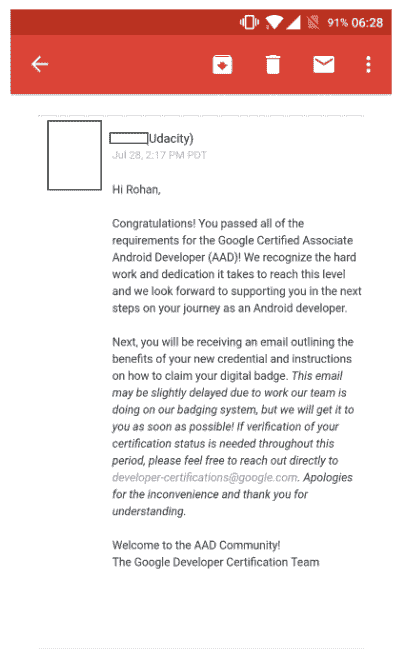 91% 06:28
Udacity)
Jul 28, 2:17 PM PDT
Hi Rohan,
Congratulations! You passed all of the
requirements for the Google Certified Associate
Android Developer (AAD)! We recognize the hard
work and dedication it takes to reach this level
and we look forward to supporting you in the next
steps on your journey as an Android developer.
Next, you will be receiving an email outlining the
benefits of your new credential and instructions
on how to claim your digital badge. This email
may be slightly delayed due to work our team is
doing on our badging system, but we will get it to
you as soon as possible! If verification of your
certification status is needed throughout this
period, please feel free to reach out directly to
developer-certifications@google.com. Apologies
for the inconvenience and thank you for
understanding.
Welcome to the AAD Community!
The Google Developer Certification Team